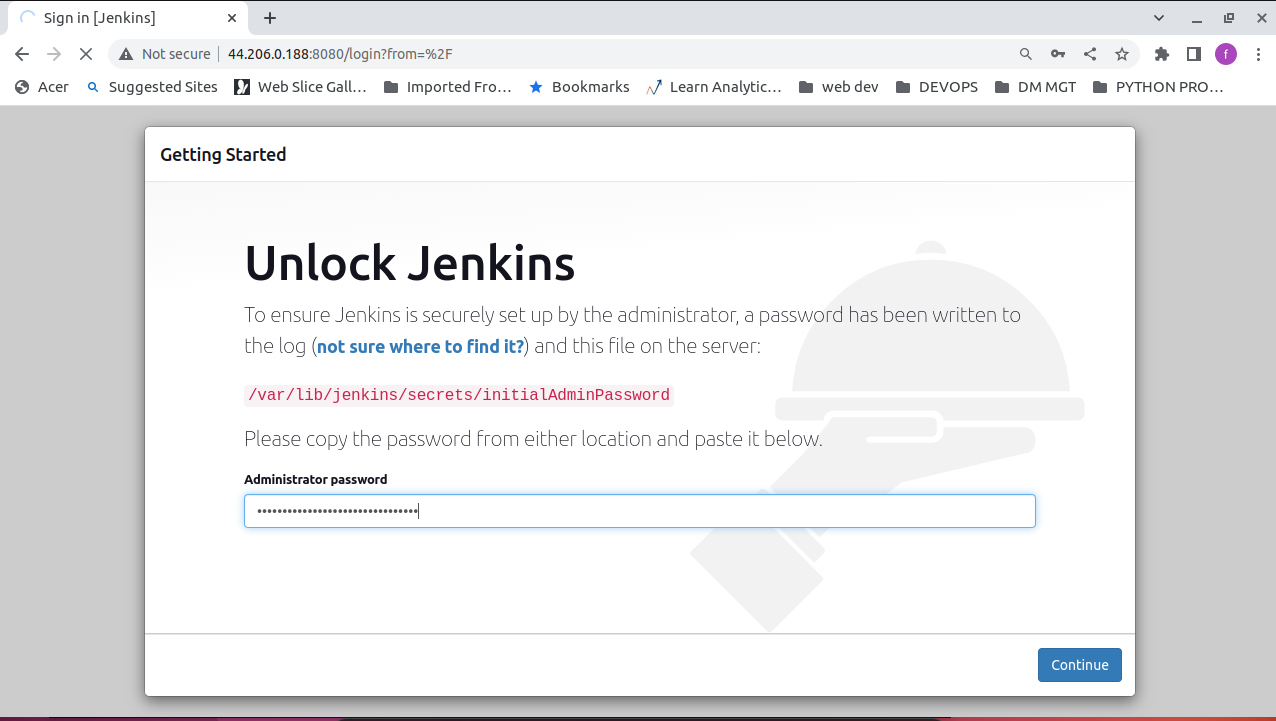 Sign in [Jenkins]
Not secure | 44.206.0.188:8080/login?from=%2F
f
Acer Suggested Sites Web Slice Gall... Imported Fro... Bookmarks Learn Analytic... web dev DEVOPS DM MGT PYTHON PRO...
Getting Started
Unlock Jenkins
To ensure Jenkins is securely set up by the administrator, a password has been written to
the log (not sure where to find it?) and this file on the server:
/var/lib/jenkins/secrets/initialAdminPassword
Please copy the password from either location and paste it below.
Administrator password
Continue